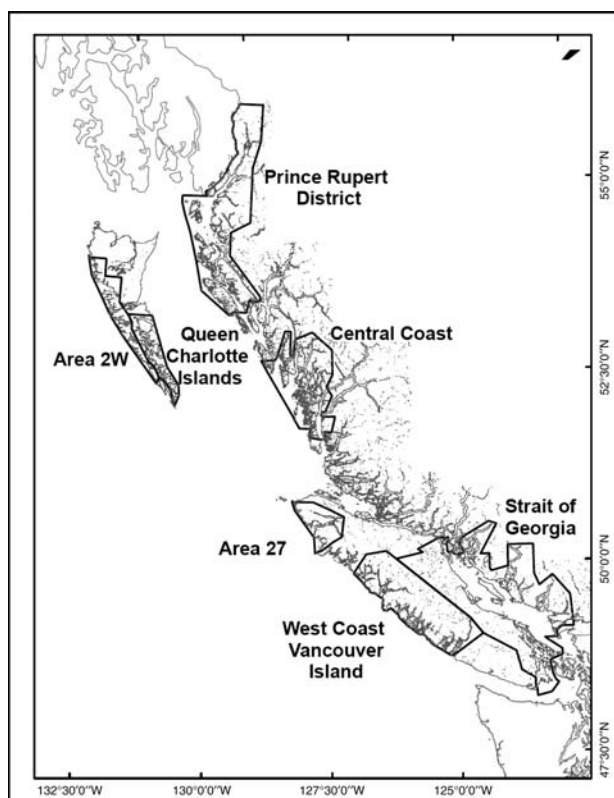 Prince Rupert
District
Queen
Charlotte
Islands
Central Coast
Area 2W
Strait of
Georgia
Area 27
West Coast
Vancouver
Island
55°0'0"N
52°30'0"N
50°0'0"N
47°30'0"N
132°30'0"W
130°0'0"W
127°30'0"W
125°0'0"W